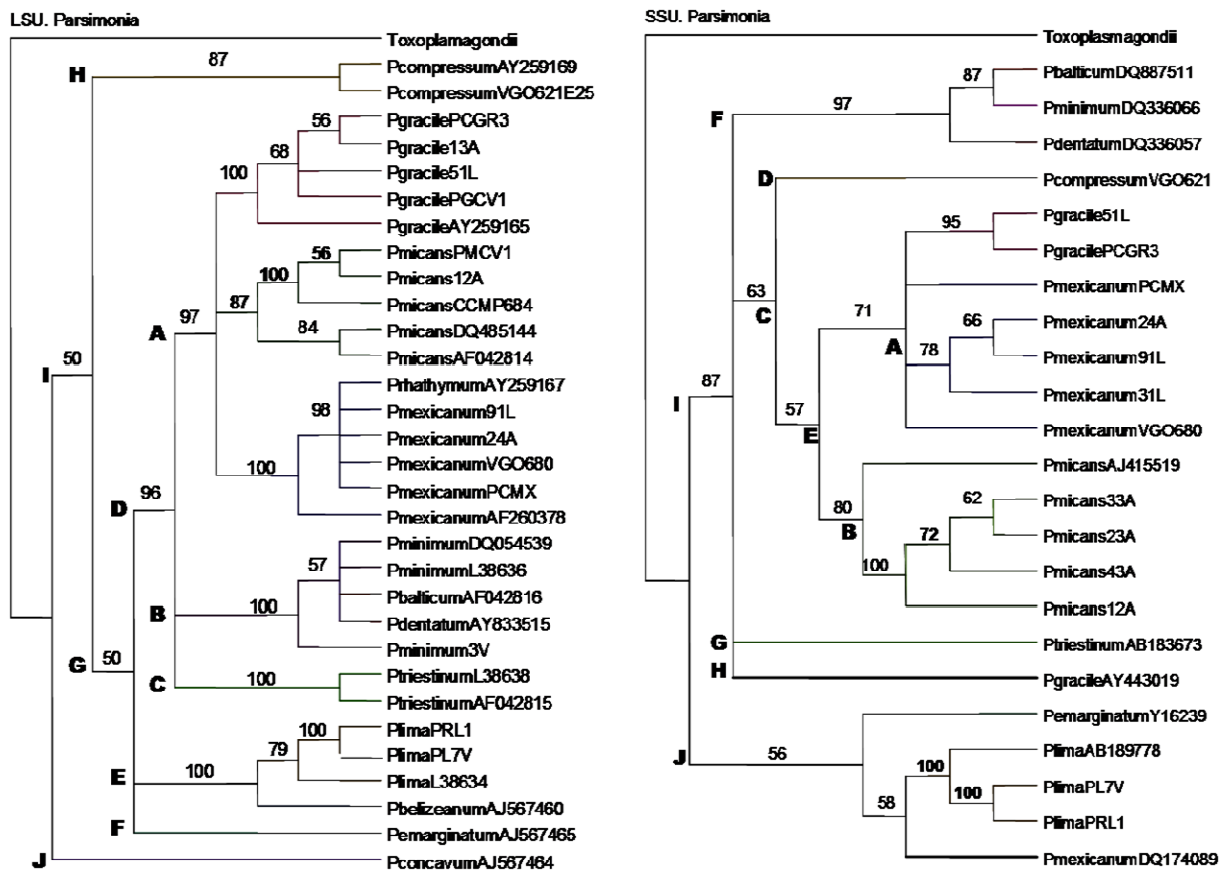 LSU. Parsimonia
Toxoplamagondii
87
H
PcompressumAY259169
PcompressumVGO621E25
56
PgracilePCGR3
Pgracile13A
68
Pgracile51L
100
PgracilePGCV1
PgracileAY259165
56
PmicansPMCV1
100
Pmicans12A
87
PmicansCCMP684
97
84
PmicansDQ485144
A
PmicansAF042814
50
I
PrhathymumAY259167
98
Pmexicanum91L
Pmexicanum24A
100
PmexicanumVGO680
PmexicanumPCMX
96
D
PmexicanumAF260378
PminimumDQ054539
57
PminimumL38636
B
100
PbalticumAF042816
PdentatumAY833515
Pminimum3V
G
50
C
100
PtriestinumL38638
PtriestinumAF042815
100
PlimaPRL1
79
PlimaPL7V
E
100
PlimaL38634
PbelizeanumAJ567460
F
PemarginatumAJ567465
J
PconcavumAJ567464
SSU. Parsimonia
Toxoplasmagondii
87
PbalticumDQ887511
97
PminimumDQ336066
F
PdentatumDQ336057
D
PcompressumVGO621
95
Pgracile51L
PgracilePCGR3
63
C
PmexicanumPCMX
71
66
Pmexicanum24A
A
78
Pmexicanum91L
87
I
Pmexicanum31L
57
E
PmexicanumVGO680
PmicansAJ415519
80
B
62
Pmicans33A
72
Pmicans23A
100
Pmicans43A
Pmicans12A
G
PtriestinumAB183673
H
PgracileAY443019
PemarginatumY16239
J
56
PlimaAB189778
100
PlimaPL7V
58
100
PlimaPRL1
PmexicanumDQ174089